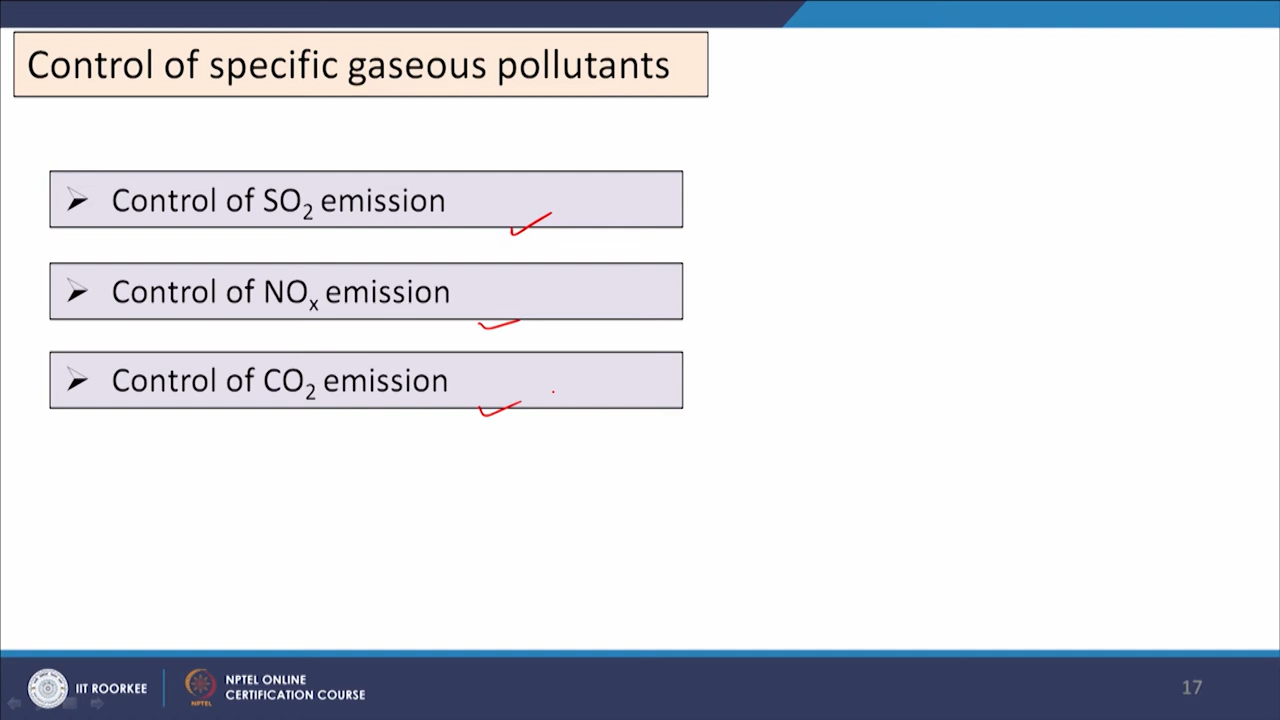 Control of specific gaseous pollutants
➢ Control of SO₂ emission
➢ Control of NOₓ emission
➢ Control of CO₂ emission
IIT ROORKEE
NPTEL
NPTEL ONLINE
CERTIFICATION COURSE
17